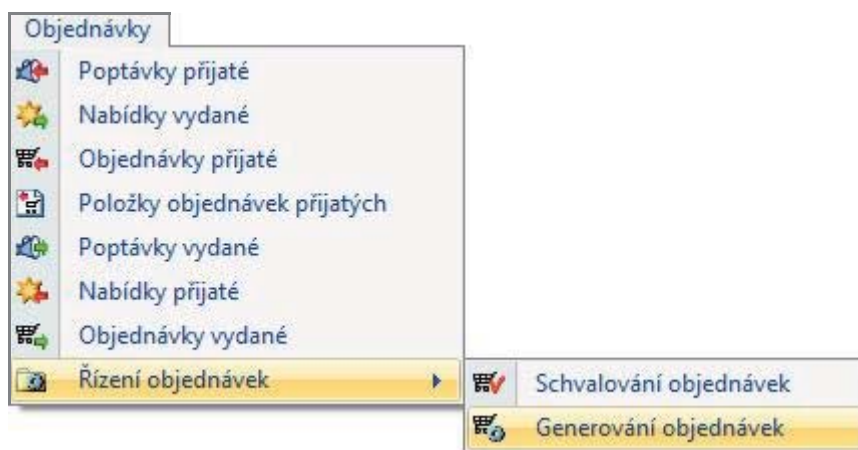 Objednávky
Poptávky přijaté
Nabídky vydané
Objednávky přijaté
Položky objednávek přijatých
Poptávky vydané
Nabídky přijaté
Objednávky vydané
Řízení objednávek
Schvalování objednávek
Generování objednávek